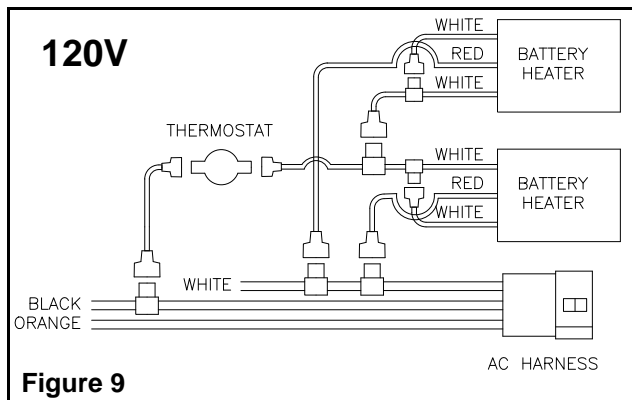 120V
WHITE
RED
WHITE
BATTERY
HEATER
THERMOSTAT
WHITE
RED
WHITE
BATTERY
HEATER
WHITE
BLACK
ORANGE
AC HARNESS
Figure 9